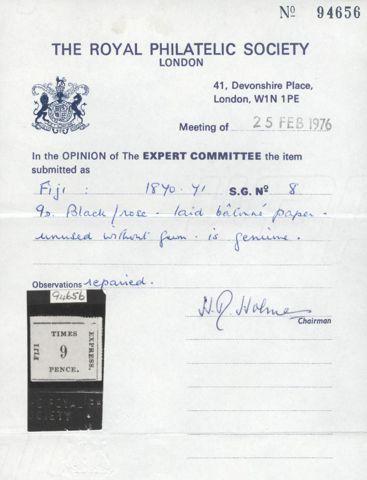 Nº 94656
THE ROYAL PHILATELIC SOCIETY
LONDON
41, Devonshire Place,
London, W1N 1PE
Meeting of 25 FEB 1976
In the OPINION of The EXPERT COMMITTEE the item
submitted as
Fiji : 1870-71 S.G. Nº 8
9d. Black/rose - laid bâtonné paper -
unused without gum - is genuine.
Observations repaired.
94656
H.R. Holmes
Chairman
FIJI
TIMES
9
PENCE.
EXPRESS.